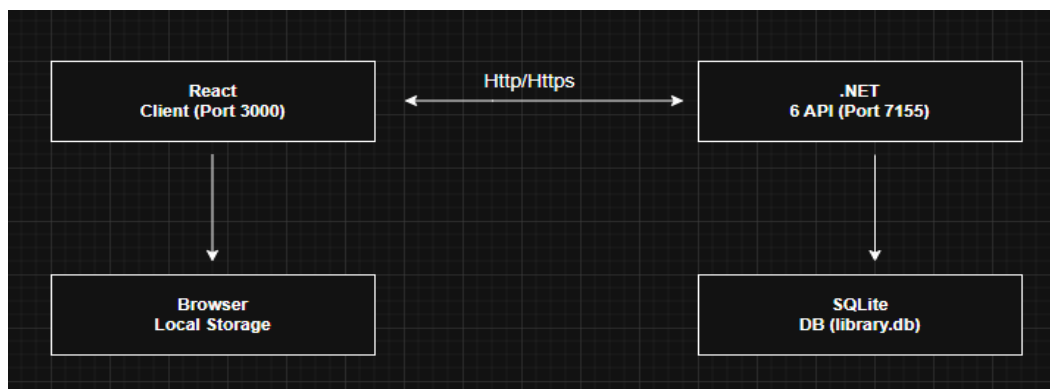 React
Client (Port 3000)
Http/Https
.NET
6 API (Port 7155)
Browser
Local Storage
SQLite
DB (library.db)